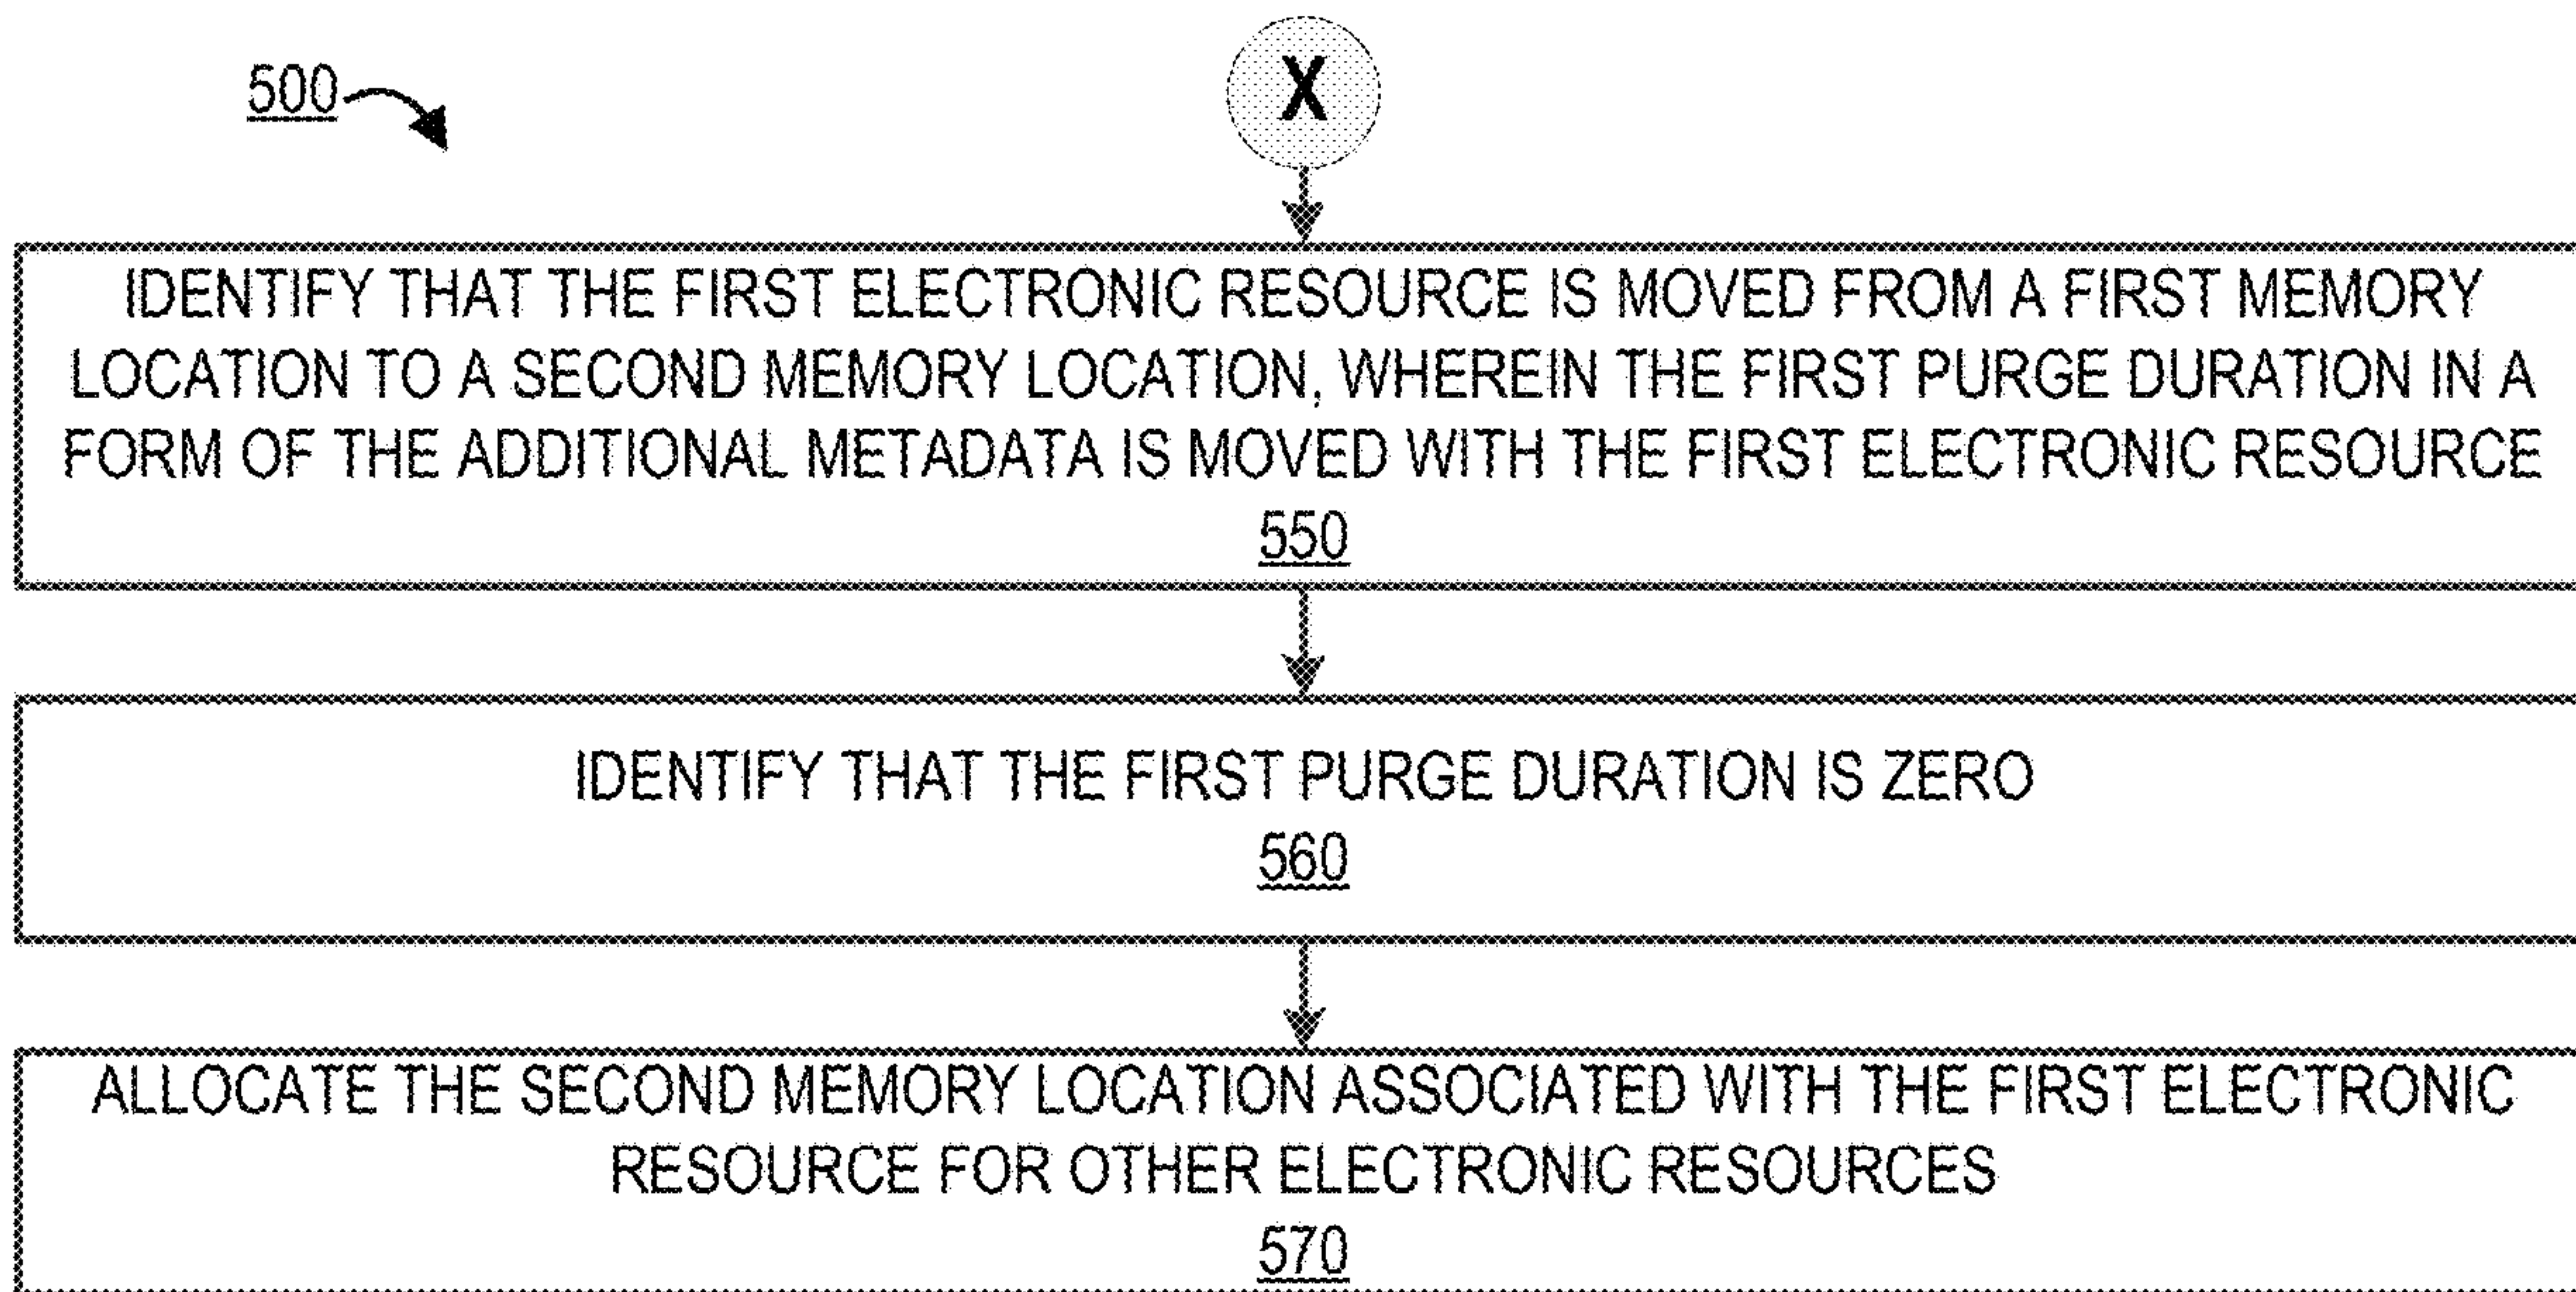 500
X
IDENTIFY THAT THE FIRST ELECTRONIC RESOURCE IS MOVED FROM A FIRST MEMORY
LOCATION TO A SECOND MEMORY LOCATION, WHEREIN THE FIRST PURGE DURATION IN A
FORM OF THE ADDITIONAL METADATA IS MOVED WITH THE FIRST ELECTRONIC RESOURCE
550
IDENTIFY THAT THE FIRST PURGE DURATION IS ZERO
560
ALLOCATE THE SECOND MEMORY LOCATION ASSOCIATED WITH THE FIRST ELECTRONIC
RESOURCE FOR OTHER ELECTRONIC RESOURCES
570